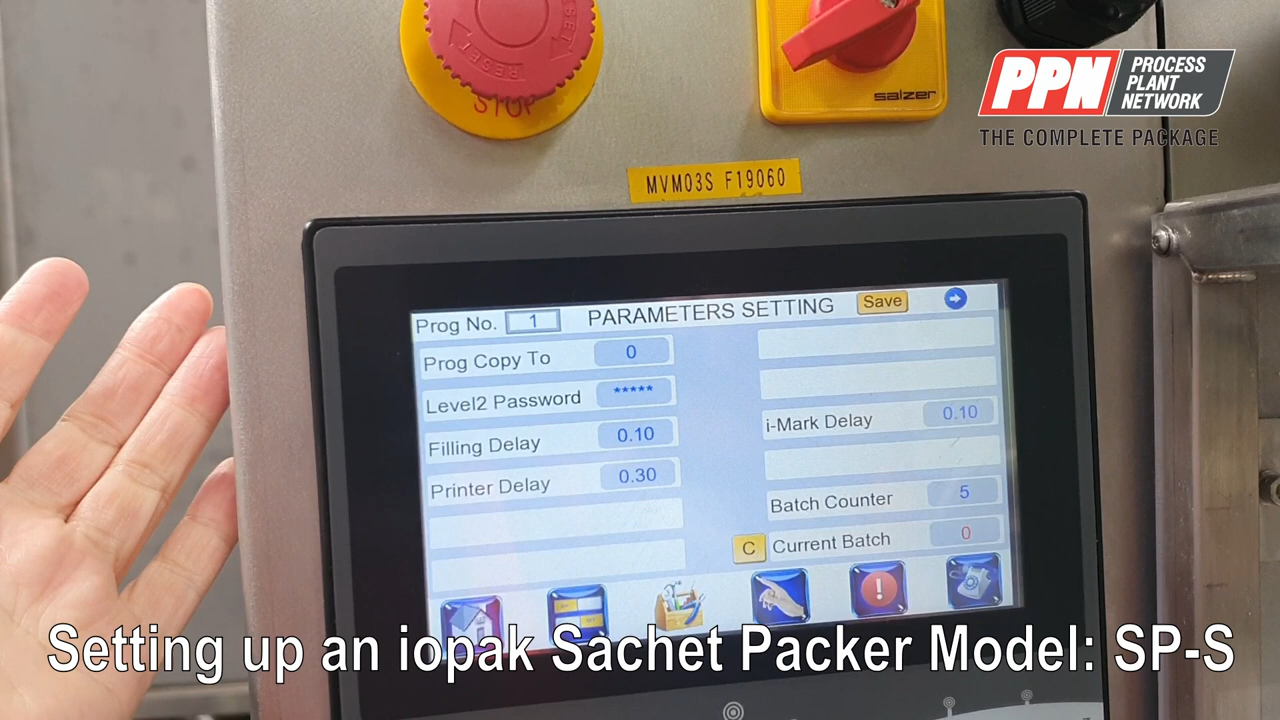 RESET
RESET
STOP
salzer
PPN PROCESS
PLANT
NETWORK
THE COMPLETE PACKAGE
MVM03S F19060
Prog No. 1 PARAMETERS SETTING Save
Prog Copy To 0
Level2 Password *****
Filling Delay 0.10
i-Mark Delay 0.10
Printer Delay 0.30
Batch Counter 5
C Current Batch 0
Setting up an iopak Sachet Packer Model: SP-S